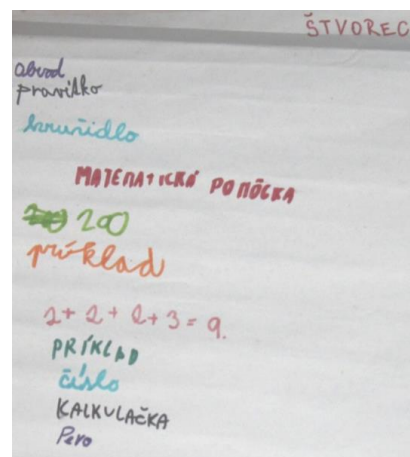 ŠTVOREC
obvod
pravítko
kružidlo
MATEMATICKÁ POMÔCKA
200
príklad
2+2+2+3=9.
PRÍKLAD
číslo
KALKULAČKA
Pero